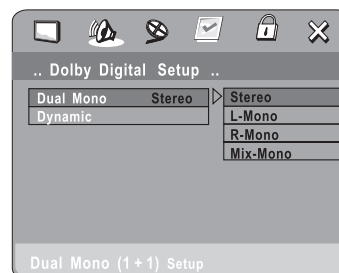 .. Dolby Digital Setup ..
Dual Mono Stereo
Dynamic
Stereo
L-Mono
R-Mono
Mix-Mono
Dual Mono (1+1) Setup